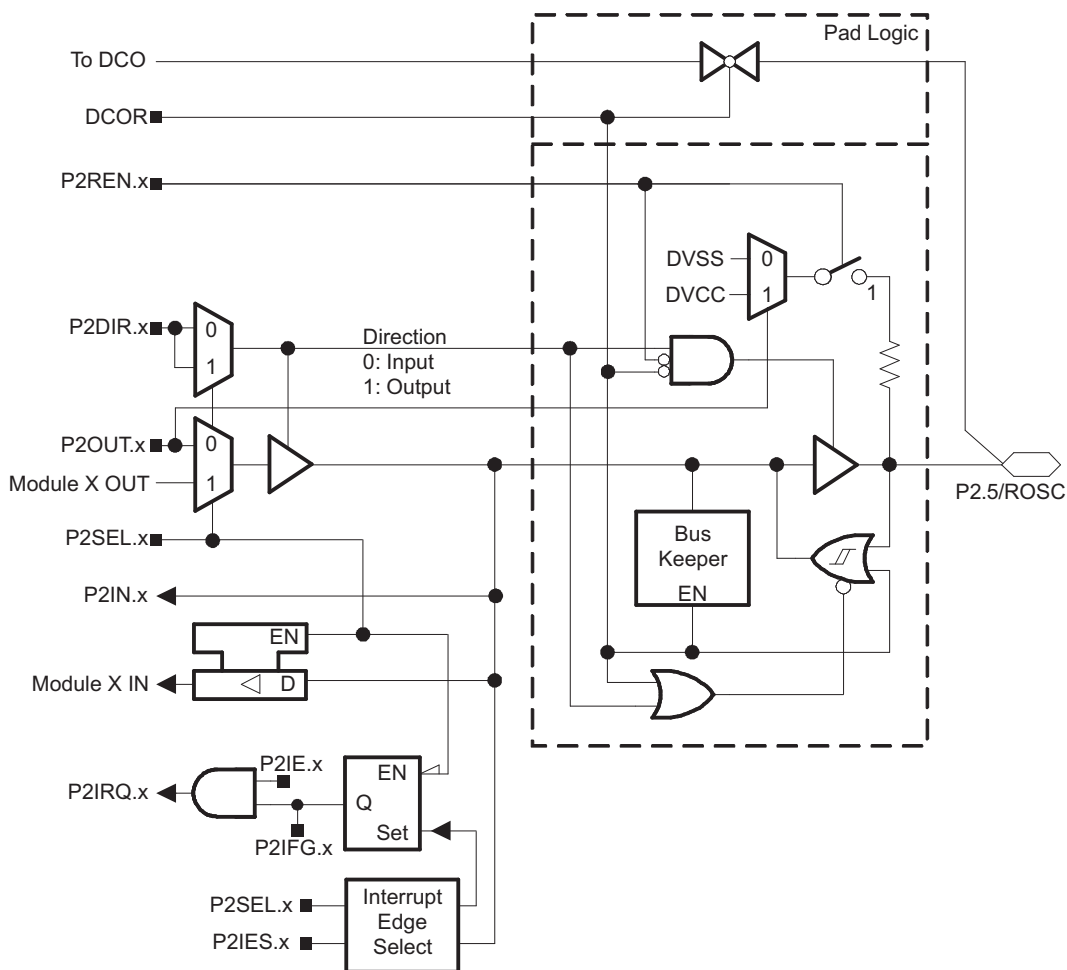 Pad Logic
To DCO
DCOR
P2REN.x
DVSS
0
DVCC
1
1
P2DIR.x
0
1
Direction
0: Input
1: Output
P2OUT.x
0
Module X OUT
1
P2.5/ROSC
P2SEL.x
Bus
Keeper
EN
P2IN.x
EN
Module X IN
D
P2IRQ.x
P2IE.x
EN
Q
Set
P2IFG.x
P2SEL.x
P2IES.x
Interrupt
Edge
Select